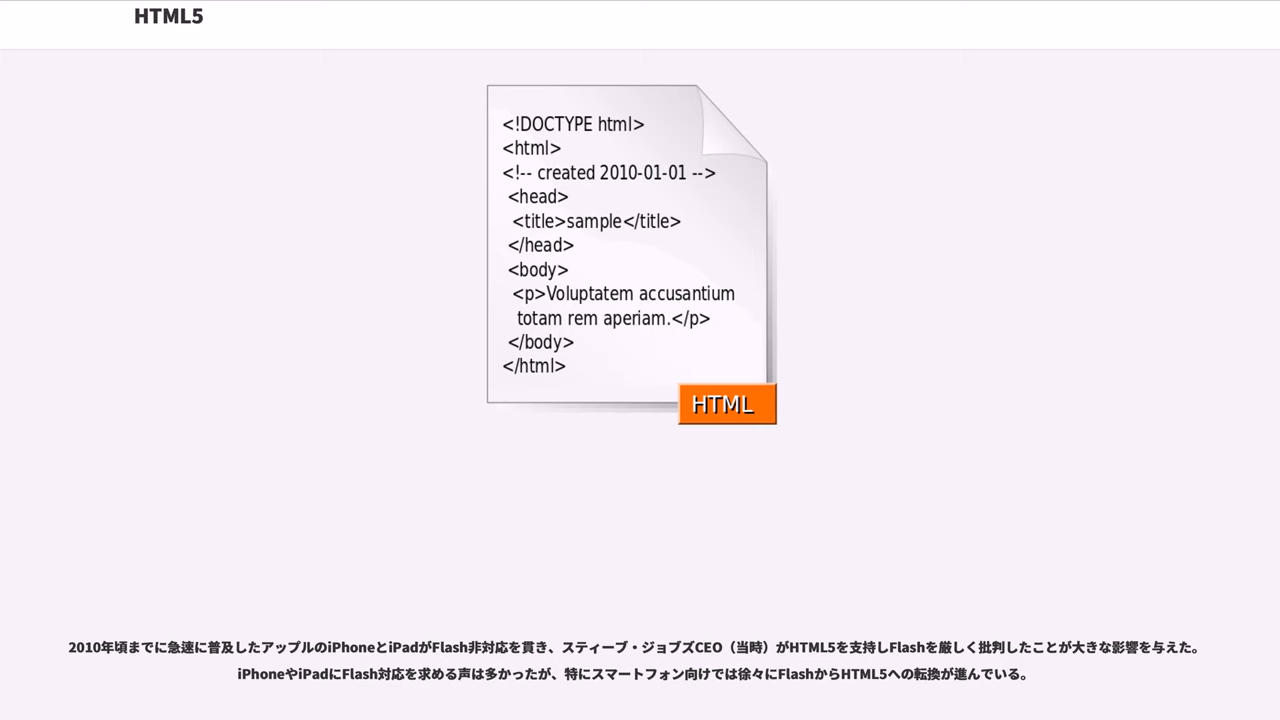 HTML5
<!DOCTYPE html>
<html>
<!-- created 2010-01-01 -->
<head>
<title>sample</title>
</head>
<body>
<p>Voluptatem accusantium
totam rem aperiam.</p>
</body>
</html>
HTML
2010年頃までに急速に普及したアップルのiPhoneとiPadがFlash非対応を貫き、スティーブ・ジョブズCEO（当時）がHTML5を支持しFlashを厳しく批判したことが大きな影響を与えた。
iPhoneやiPadにFlash対応を求める声は多かったが、特にスマートフォン向けでは徐々にFlashからHTML5への転換が進んでいる。